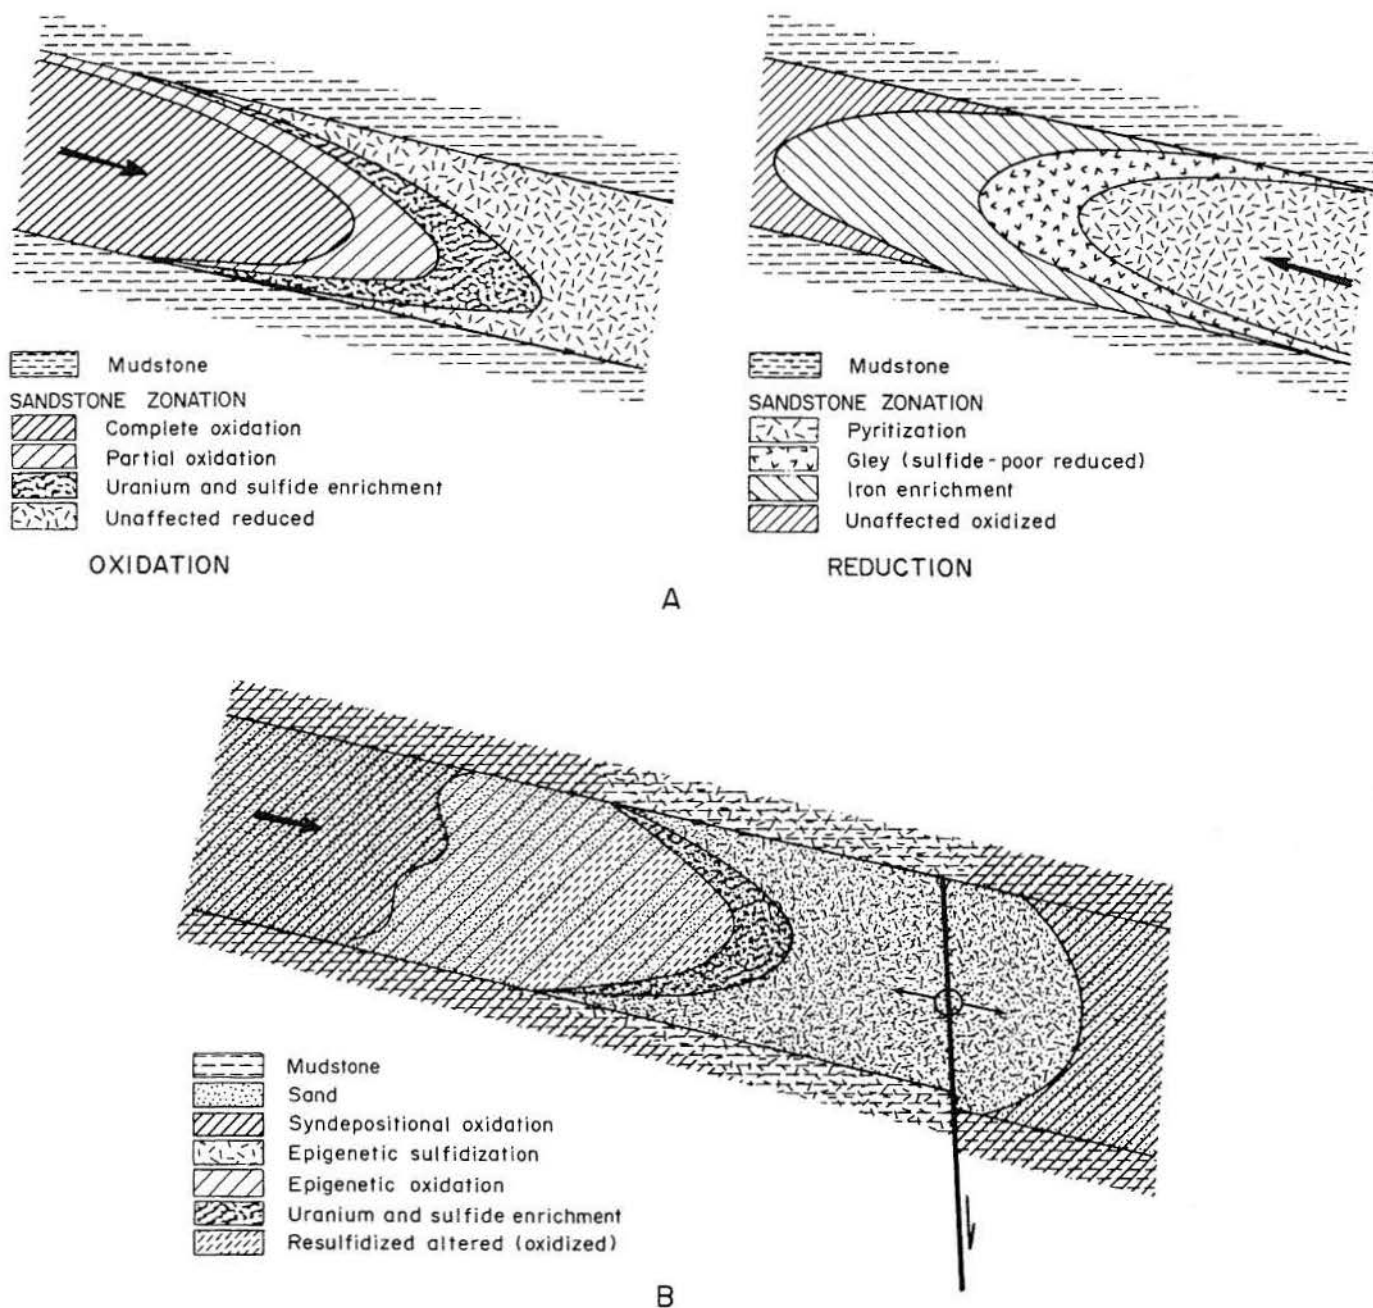 Mudstone
SANDSTONE ZONATION
Complete oxidation
Partial oxidation
Uranium and sulfide enrichment
Unaffected reduced
OXIDATION
Mudstone
SANDSTONE ZONATION
Pyritization
Gley (sulfide-poor reduced)
Iron enrichment
Unaffected oxidized
REDUCTION
A
Mudstone
Sand
Syndepositional oxidation
Epigenetic sulfidization
Epigenetic oxidation
Uranium and sulfide enrichment
Resulfidized altered (oxidized)
B